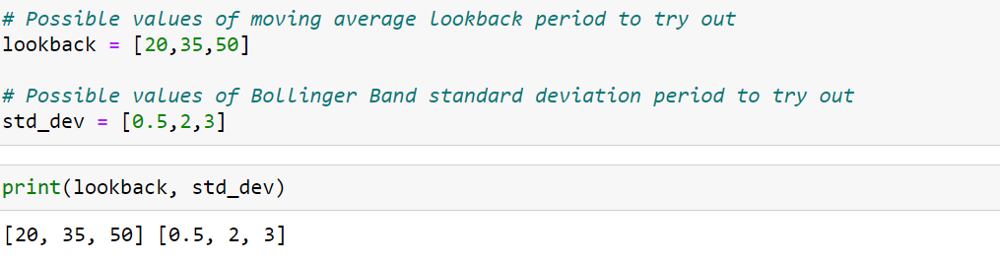 # Possible values of moving average lookback period to try out
lookback = [20,35,50]
# Possible values of Bollinger Band standard deviation period to try out
std_dev = [0.5,2,3]
print(lookback, std_dev)
[20, 35, 50] [0.5, 2, 3]